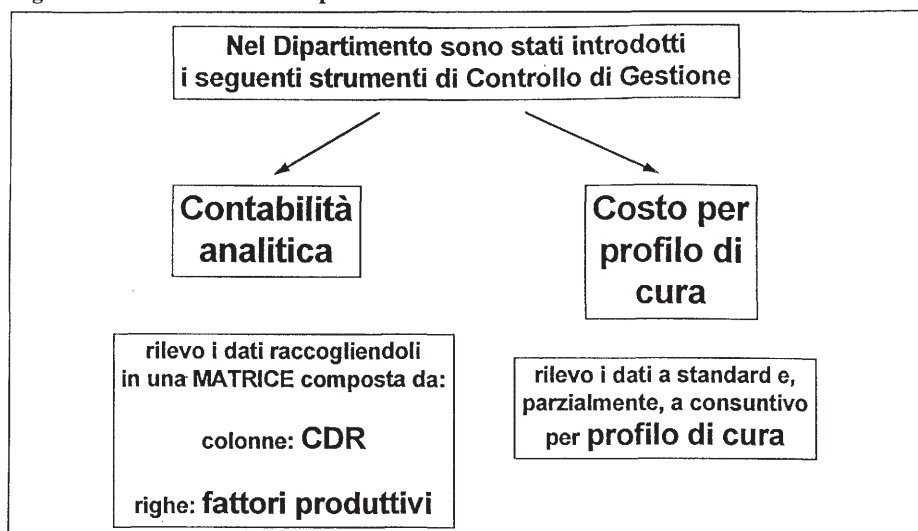 Nel Dipartimento sono stati introdotti
i seguenti strumenti di Controllo di Gestione
Contabilità
analitica
Costo per
profilo di
cura
rilevo i dati raccogliendoli
in una MATRICE composta da:
colonne: CDR
righe: fattori produttivi
rilevo i dati a standard e,
parzialmente, a consuntivo
per profilo di cura